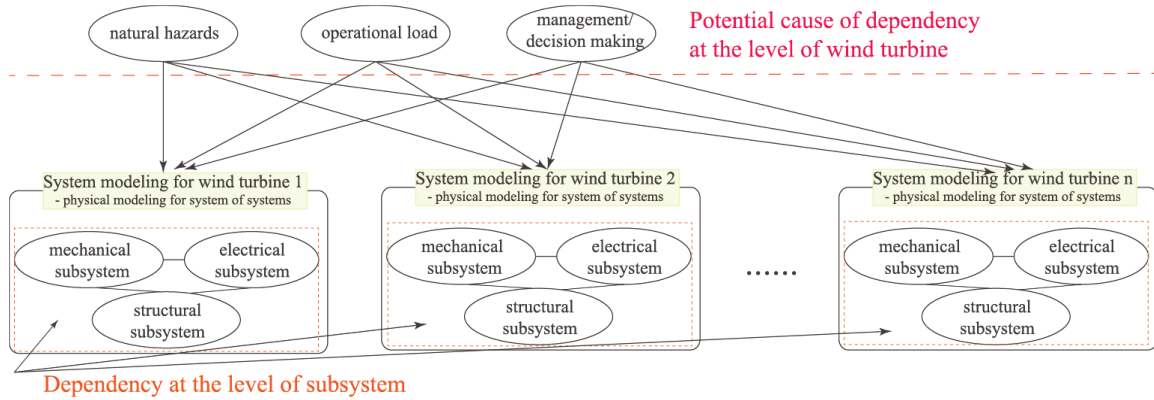 natural hazards
operational load
management/
decision making
Potential cause of dependency
at the level of wind turbine
System modeling for wind turbine 1
- physical modeling for system of systems
System modeling for wind turbine 2
- physical modeling for system of systems
System modeling for wind turbine n
- physical modeling for system of systems
mechanical
subsystem
electrical
subsystem
structural
subsystem
mechanical
subsystem
electrical
subsystem
structural
subsystem
......
mechanical
subsystem
electrical
subsystem
structural
subsystem
Dependency at the level of subsystem